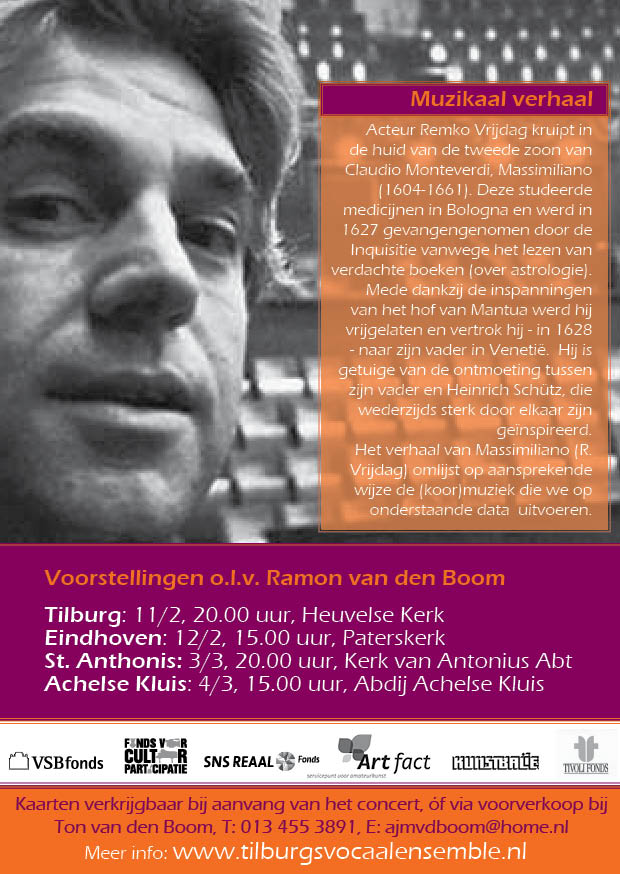 Muzikaal verhaal
Acteur Remko Vrijdag kruipt in
de huid van de tweede zoon van
Claudio Monteverdi, Massimiliano
(1604-1661). Deze studeerde
medicijnen in Bologna en werd in
1627 gevangengenomen door de
Inquisitie vanwege het lezen van
verdachte boeken (over astrologie).
Mede dankzij de inspanningen
van het hof van Mantua werd hij
vrijgelaten en vertrok hij - in 1628
- naar zijn vader in Venetië. Hij is
getuige van de ontmoeting tussen
zijn vader en Heinrich Schütz, die
wederzijds sterk door elkaar zijn
geïnspireerd.
Het verhaal van Massimiliano (R.
Vrijdag) omlijst op aansprekende
wijze de (koor)muziek die we op
onderstaande data uitvoeren.
Voorstellingen o.l.v. Ramon van den Boom
Tilburg: 11/2, 20.00 uur, Heuvelse Kerk
Eindhoven: 12/2, 15.00 uur, Paterskerk
St. Anthonis: 3/3, 20.00 uur, Kerk van Antonius Abt
Achelse Kluis: 4/3, 15.00 uur, Abdij Achelse Kluis
VSBfonds
FONDS VOOR
CULTUUR
PARTICIPATIE
SNS REAAL Fonds
Art fact
servicepunt voor amateurkunst
KUNSTBALIE
TIVOLI FONDS
Kaarten verkrijgbaar bij aanvang van het concert, óf via voorverkoop bij
Ton van den Boom, T: 013 455 3891, E: ajmvdboom@home.nl
Meer info: www.tilburgsvocaalensemble.nl